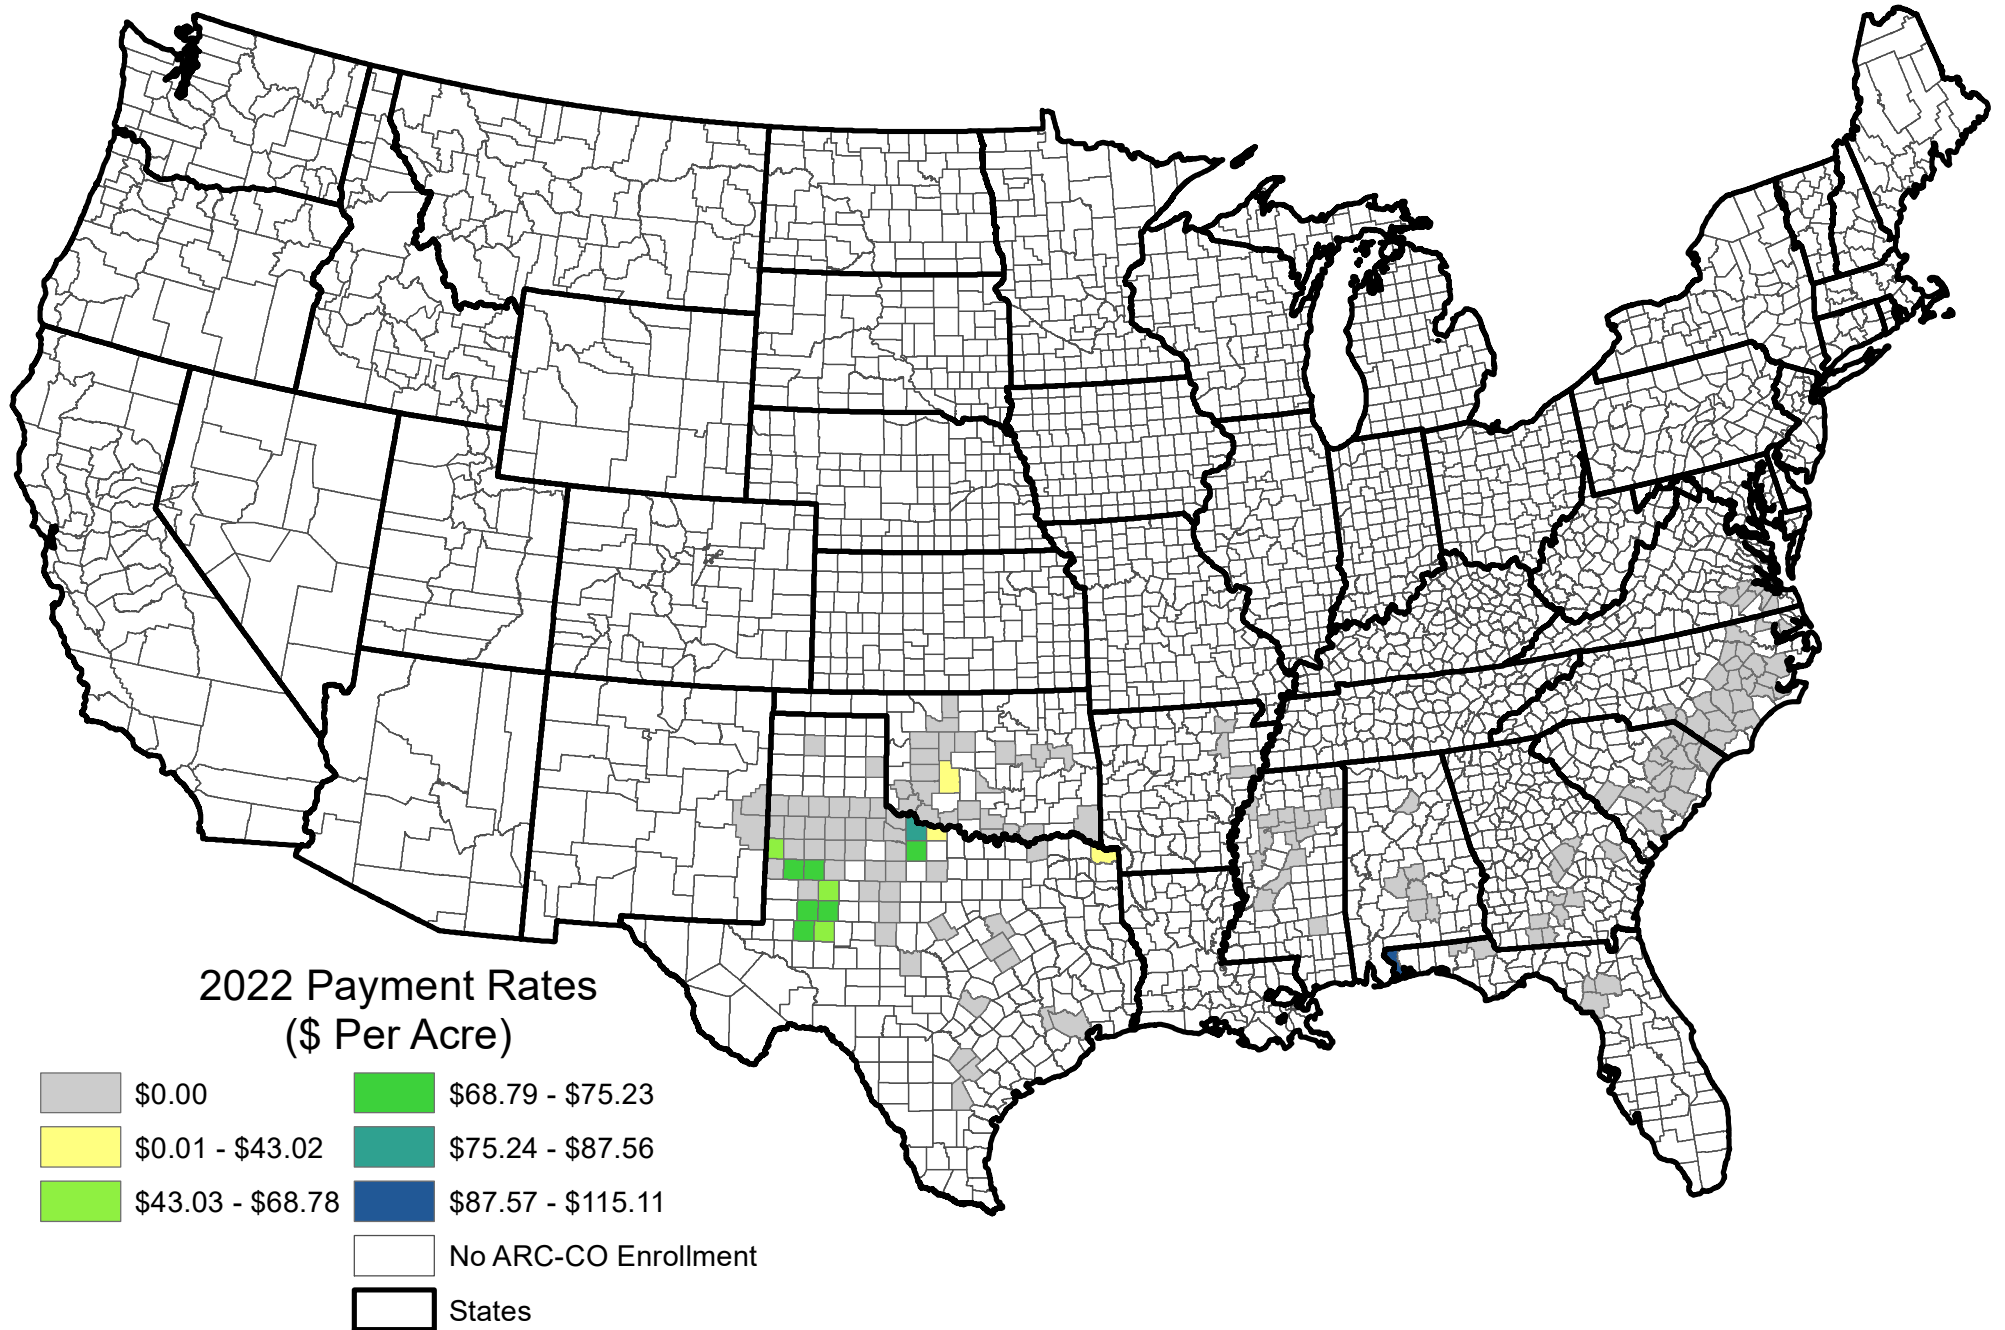 2022 Payment Rates
($ Per Acre)
$0.00
$0.01 - $43.02
$43.03 - $68.78
$68.79 - $75.23
$75.24 - $87.56
$87.57 - $115.11
No ARC-CO Enrollment
States